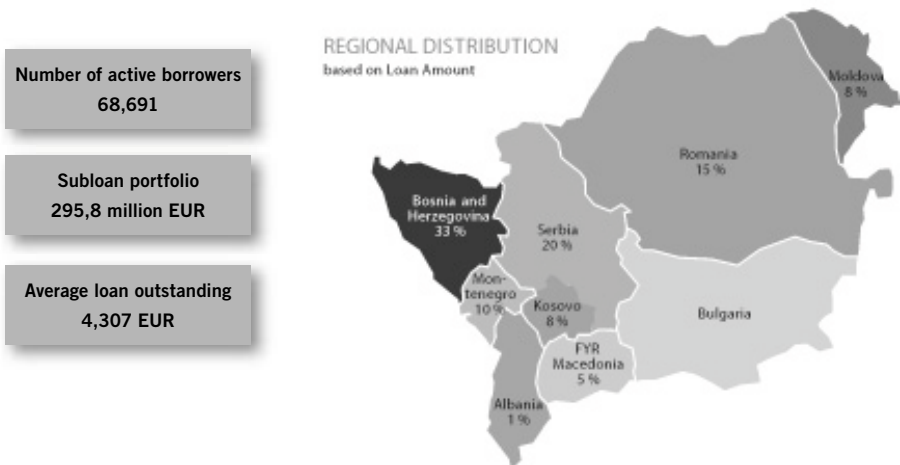 Number of active borrowers
68,691
Subloan portfolio
295,8 million EUR
Average loan outstanding
4,307 EUR
REGIONAL DISTRIBUTION
based on Loan Amount
Moldova
8 %
Romania
15 %
Bosnia and
Herzegovina
33 %
Serbia
20 %
Mon-
tenegro
10 %
Kosovo
8 %
Bulgaria
FYR
Macedonia
5 %
Albania
1 %